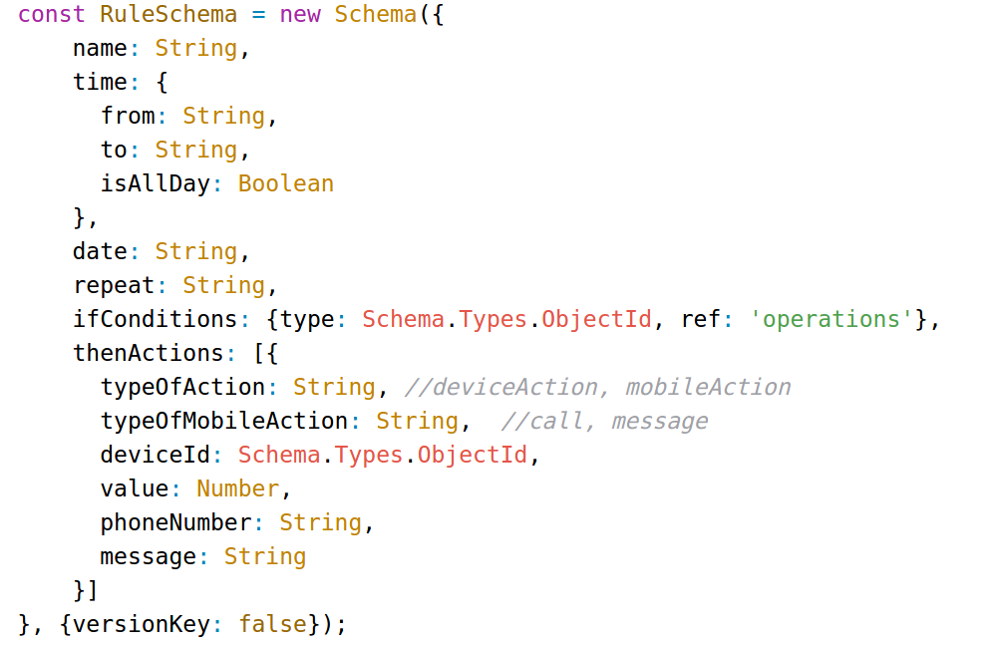 const RuleSchema = new Schema({
    name: String,
    time: {
      from: String,
      to: String,
      isAllDay: Boolean
    },
    date: String,
    repeat: String,
    ifConditions: {type: Schema.Types.ObjectId, ref: 'operations'},
    thenActions: [{
      typeOfAction: String, //deviceAction, mobileAction
      typeOfMobileAction: String,  //call, message
      deviceId: Schema.Types.ObjectId,
      value: Number,
      phoneNumber: String,
      message: String
    }]
}, {versionKey: false});